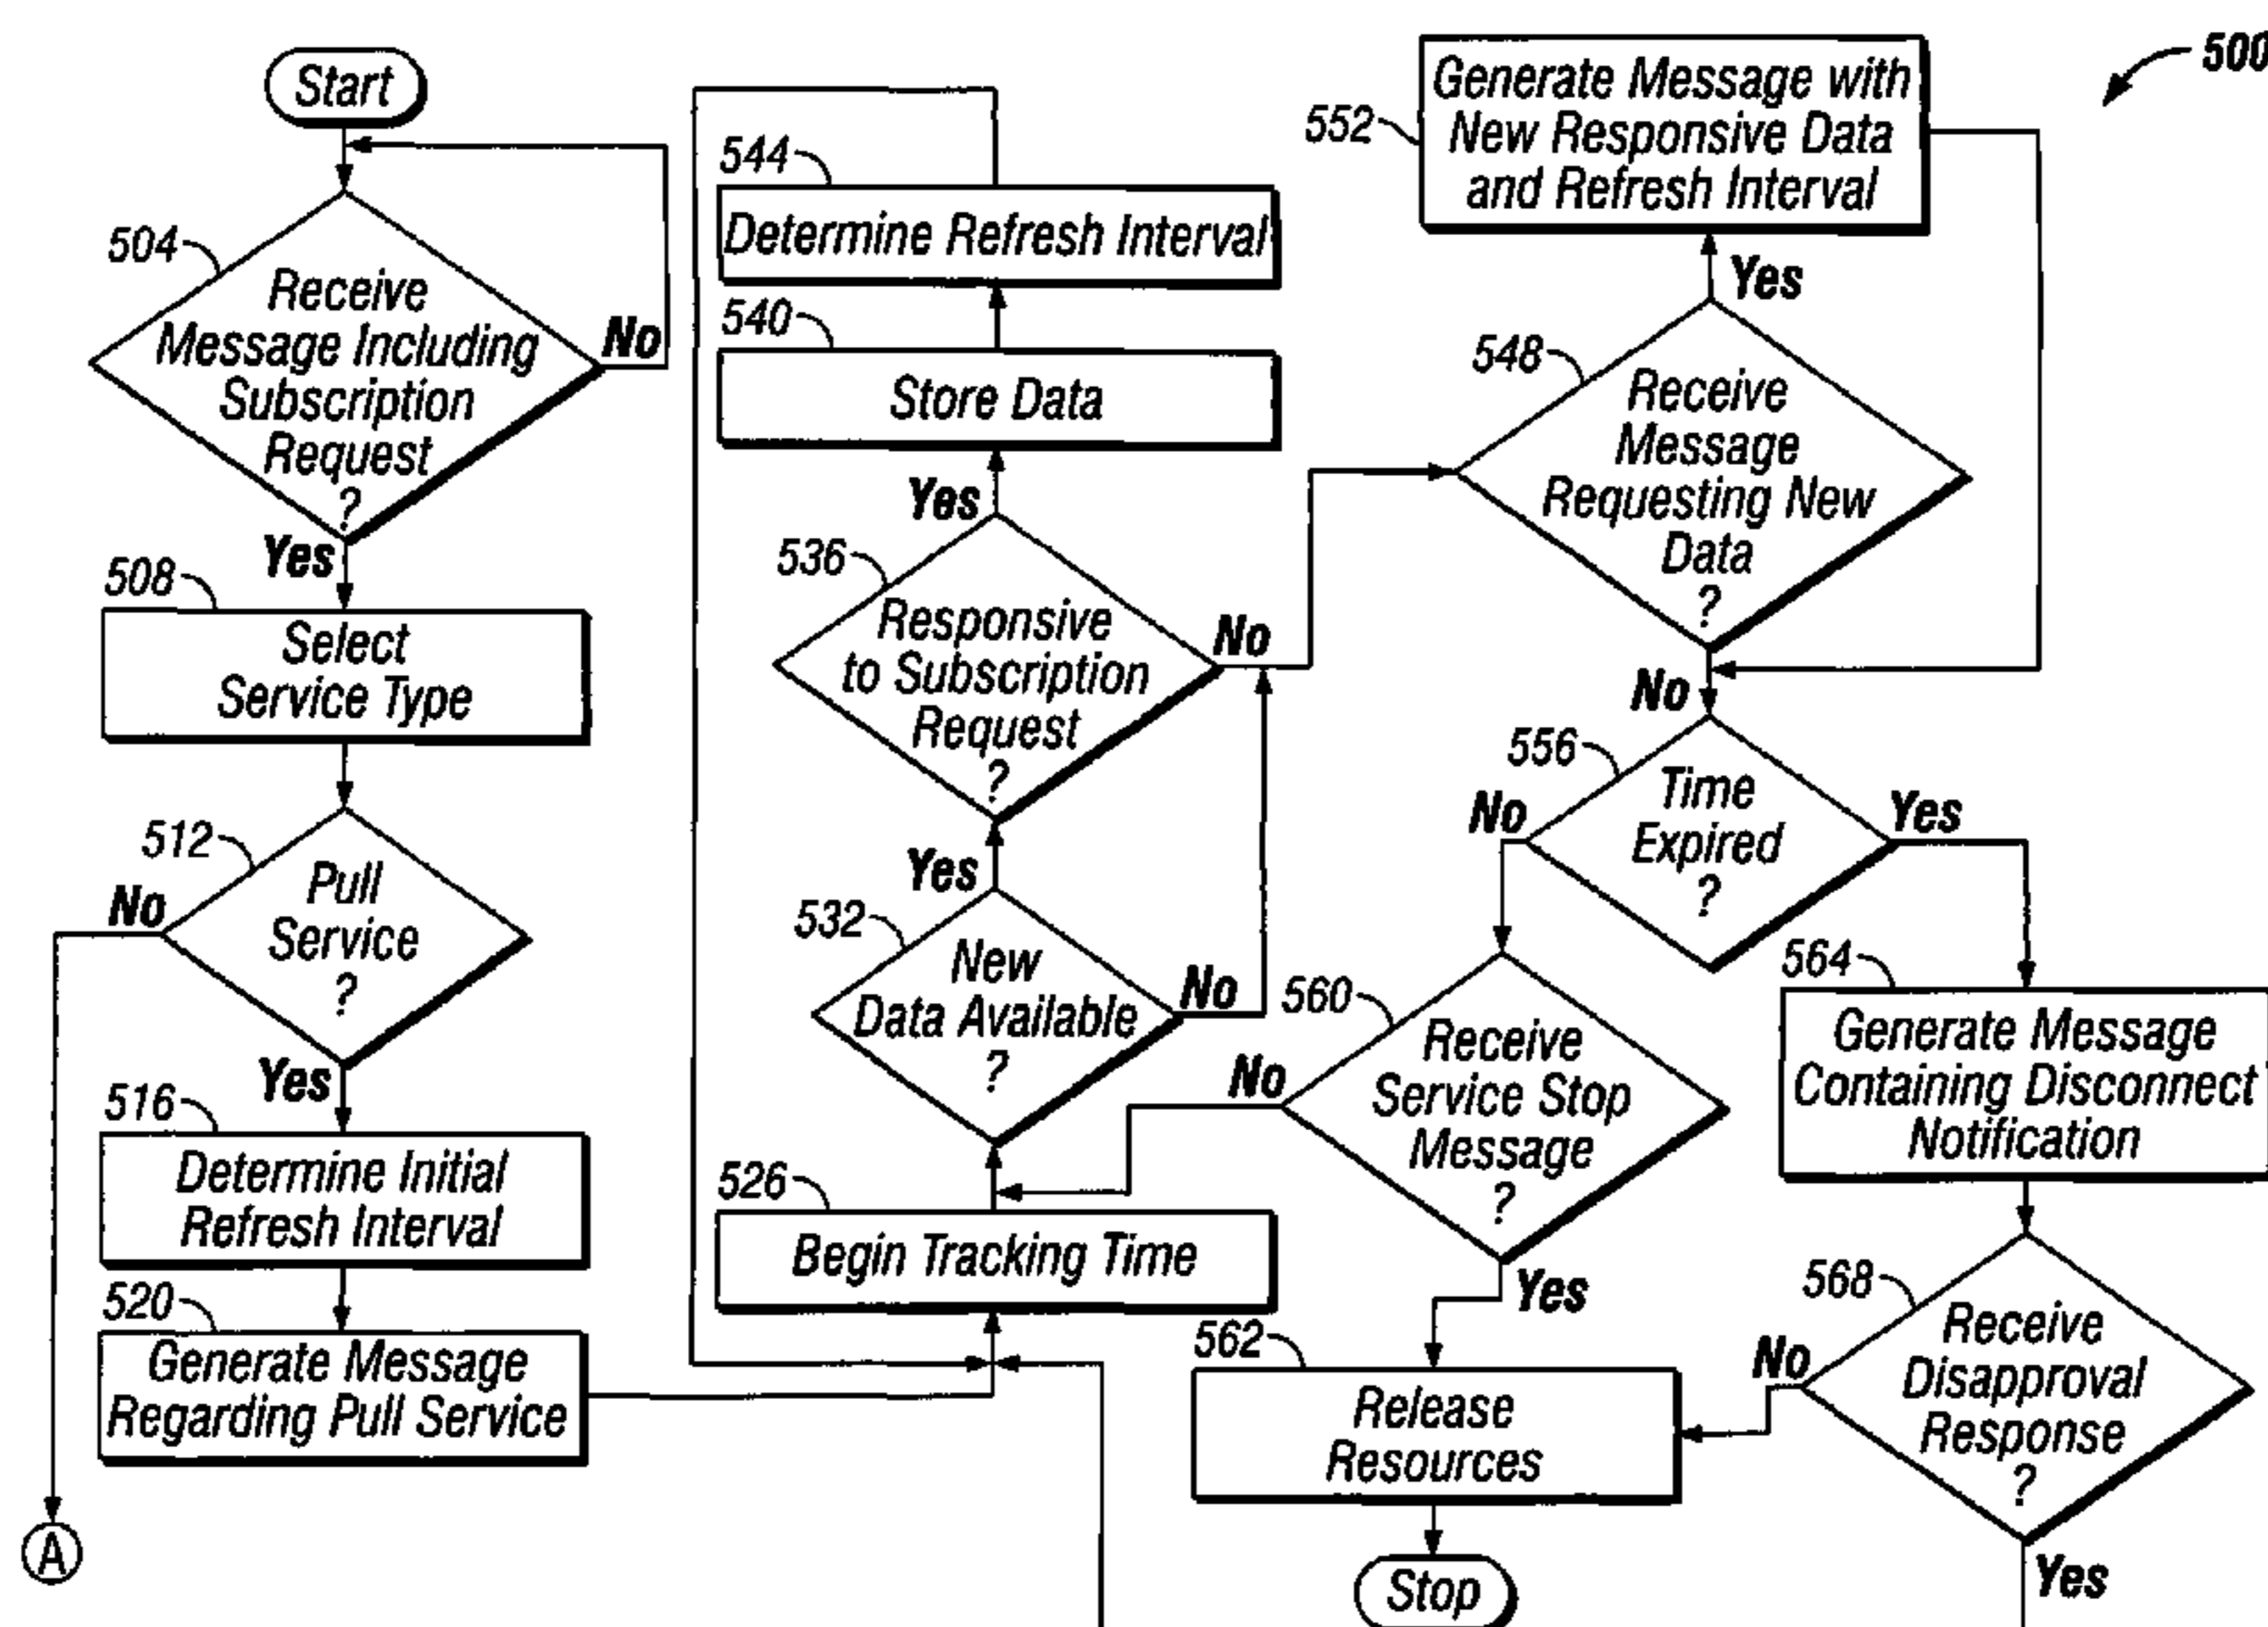 Start
504
Receive
Message Including
Subscription
Request
?
No
Yes
508
Select
Service Type
512
Pull
Service
?
No
Yes
516
Determine Initial
Refresh Interval
520
Generate Message
Regarding Pull Service
A
544
Determine Refresh Interval
540
Store Data
Yes
536
Responsive
to Subscription
Request
?
No
Yes
532
New
Data Available
?
No
526
Begin Tracking Time
500
552
Generate Message with
New Responsive Data
and Refresh Interval
Yes
548
Receive
Message
Requesting New
Data
?
No
556
Time
Expired
?
No
Yes
560
Receive
Service Stop
Message
?
No
Yes
562
Release
Resources
Stop
564
Generate Message
Containing Disconnect
Notification
568
Receive
Disapproval
Response
?
No
Yes